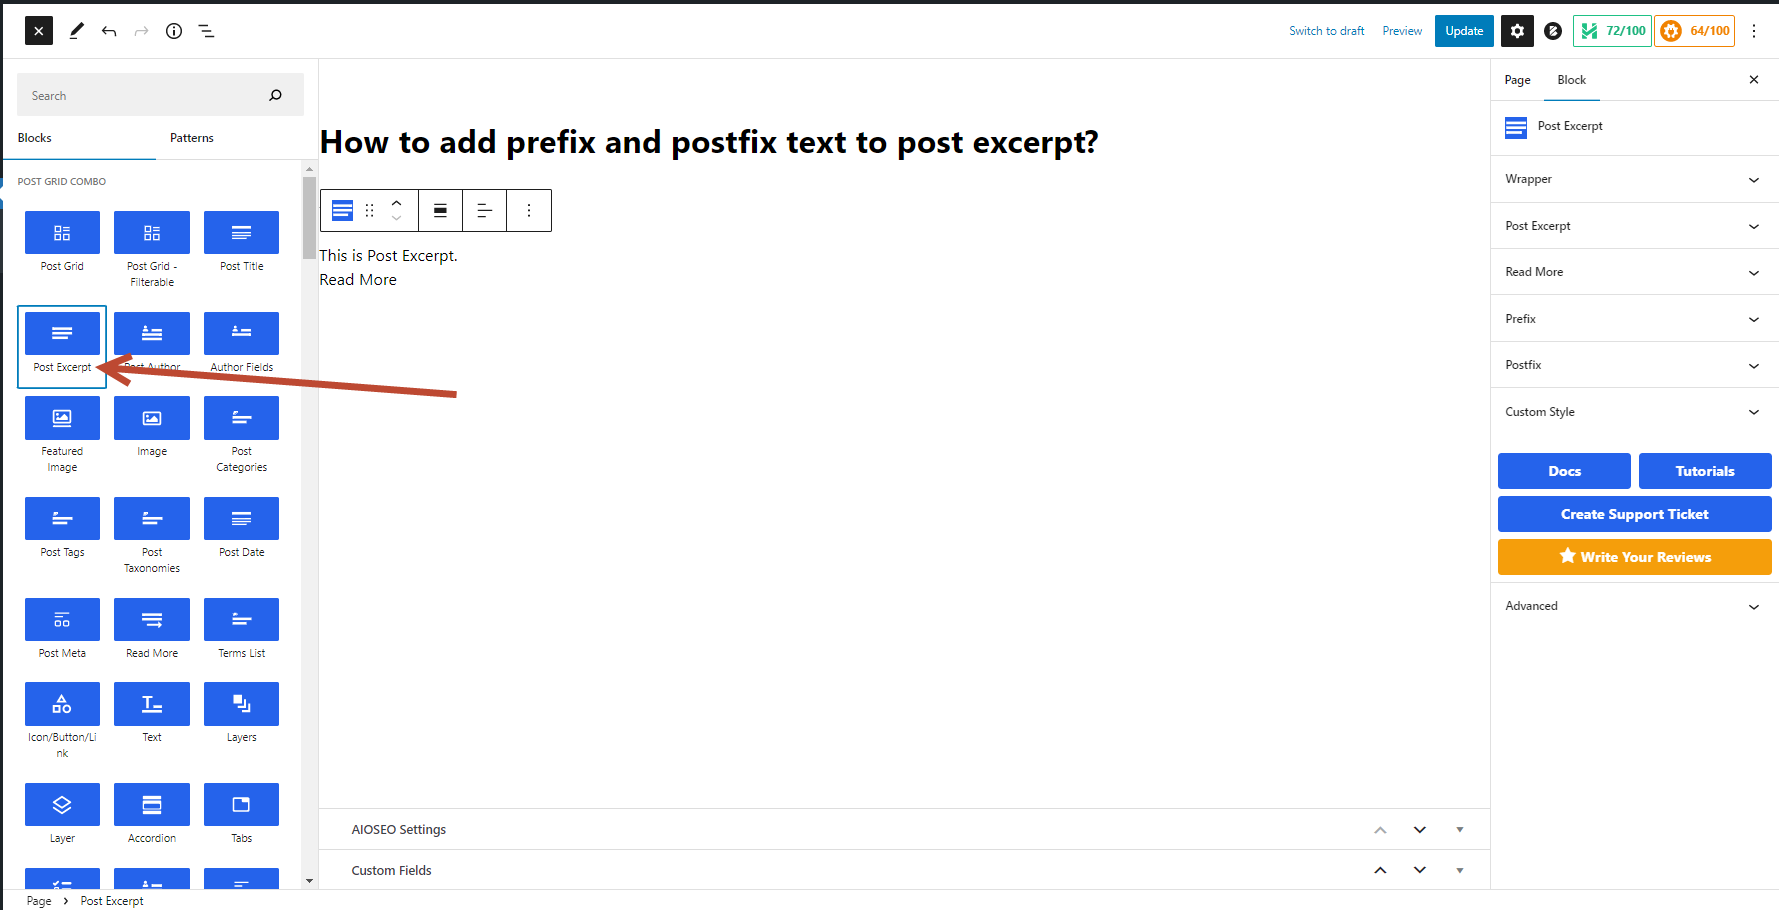 Switch to draft
Preview
Update
72/100
64/100
Search
Blocks
Patterns
POST GRID COMBO
Post Grid
Post Grid -
Filterable
Post Title
Post Excerpt
Post Author
Author Fields
Featured
Image
Image
Post
Categories
Post Tags
Post
Taxonomies
Post Date
Post Meta
Read More
Terms List
Icon/Button/Li
nk
Text
Layers
Layer
Accordion
Tabs
How to add prefix and postfix text to post excerpt?
This is Post Excerpt.
Read More
AIOSEO Settings
Custom Fields
Page
Block
Post Excerpt
Wrapper
Post Excerpt
Read More
Prefix
Postfix
Custom Style
Docs
Tutorials
Create Support Ticket
Write Your Reviews
Advanced
Page
Post Excerpt